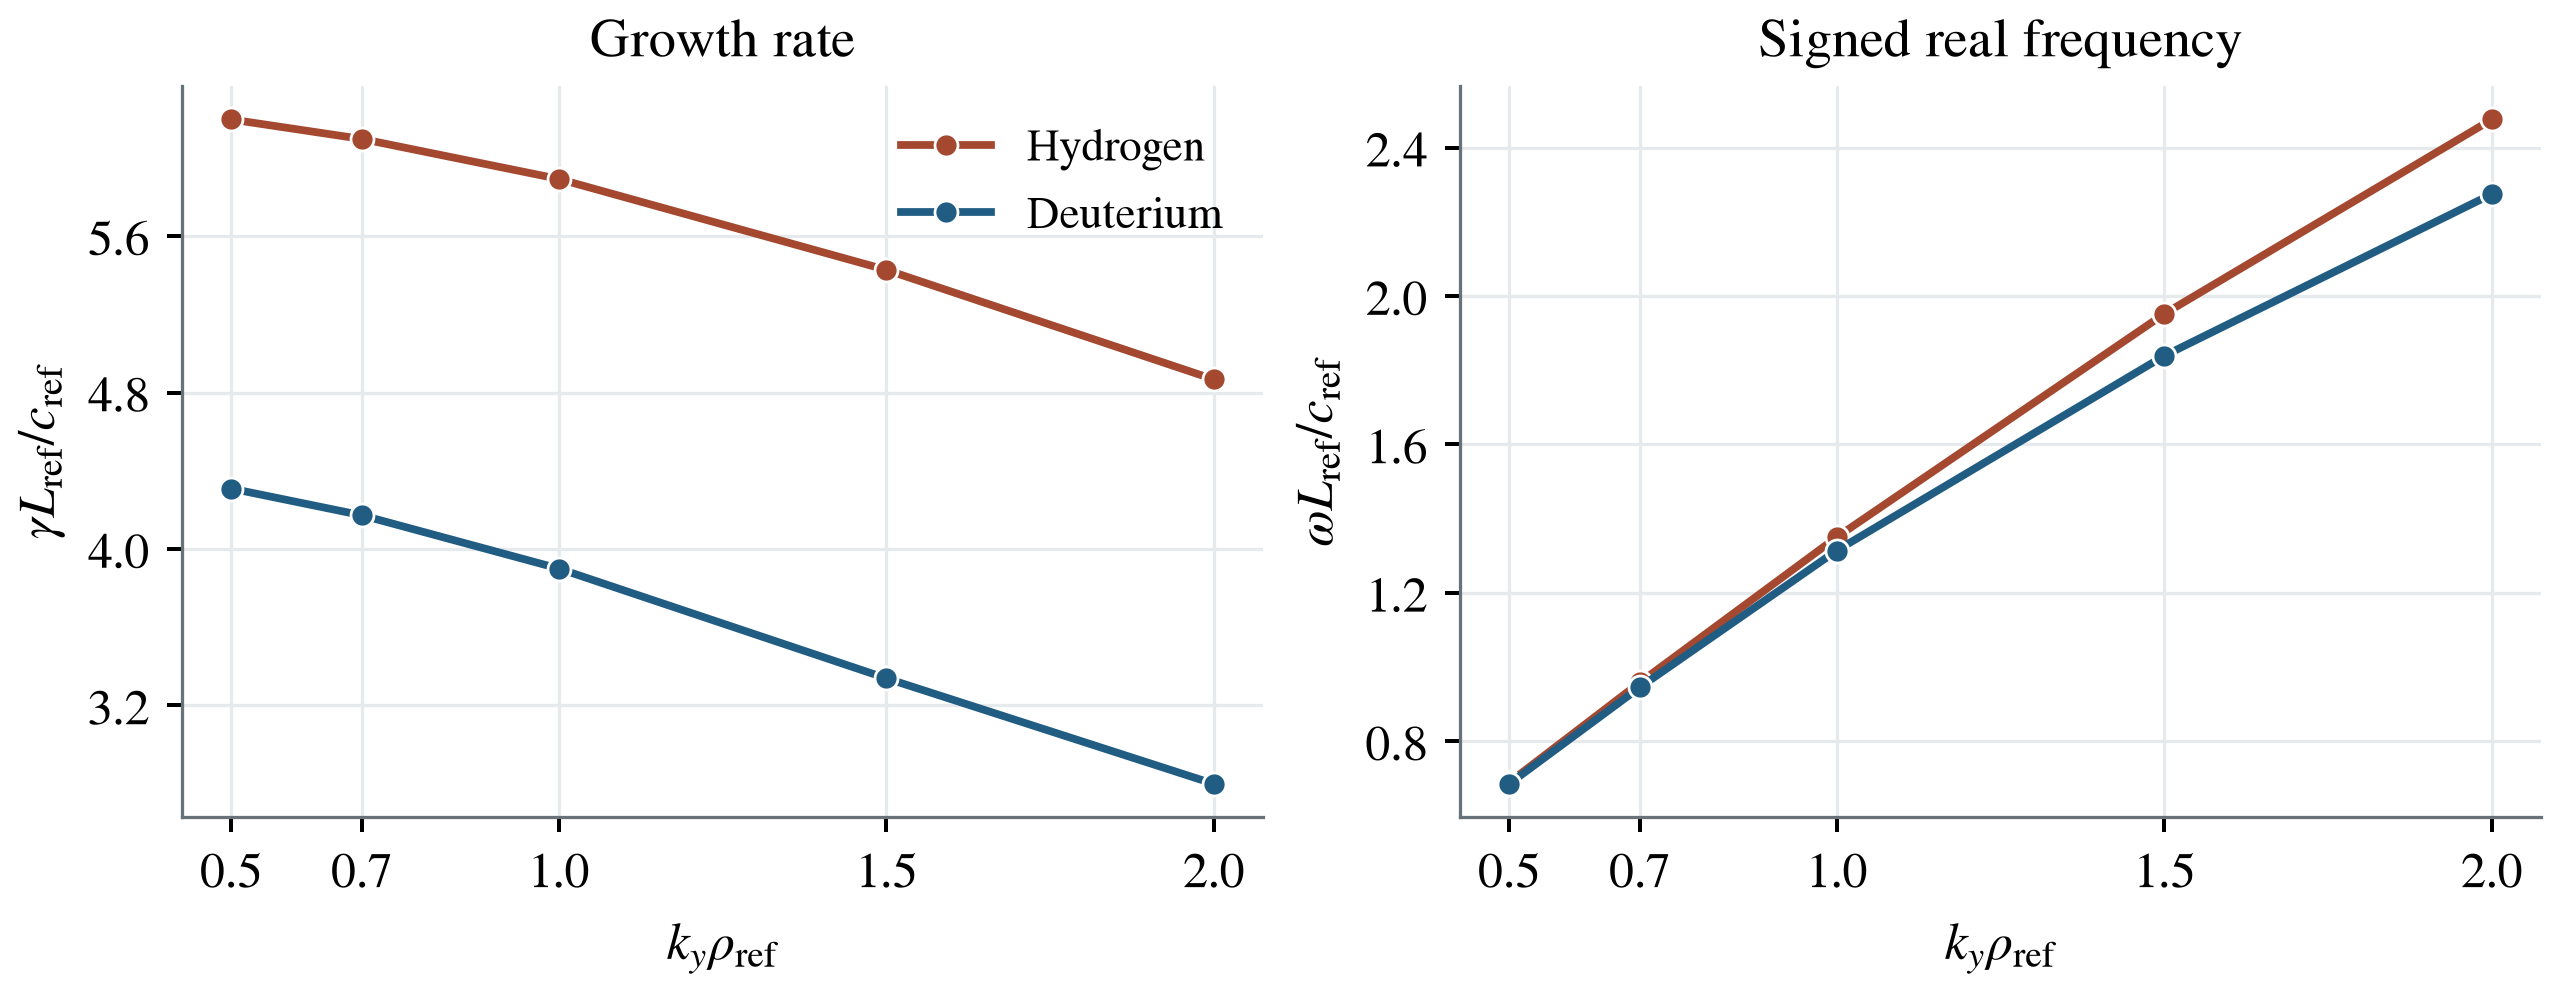 Growth rate
Hydrogen
Deuterium
5.6
4.8
4.0
3.2
γL_ref/c_ref
0.5 0.7 1.0 1.5 2.0
k_yρ_ref
Signed real frequency
2.4
2.0
1.6
1.2
0.8
ωL_ref/c_ref
0.5 0.7 1.0 1.5 2.0
k_yρ_ref